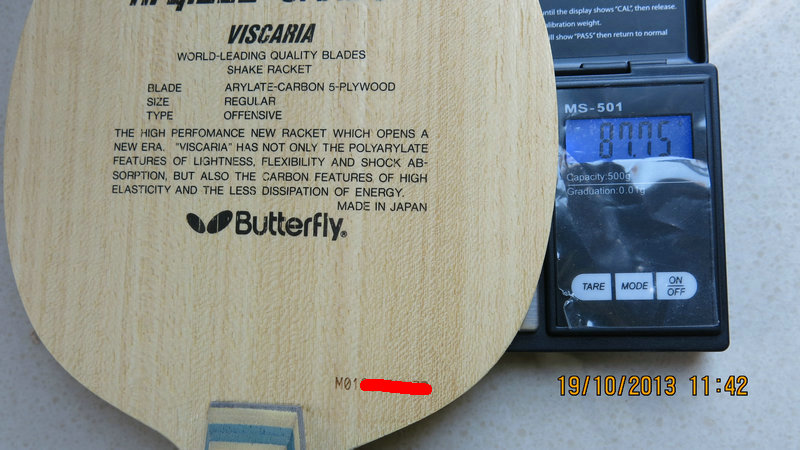 VISCARIA
WORLD-LEADING QUALITY BLADES
SHAKE RACKET
BLADE ARYLATE-CARBON 5-PLYWOOD
SIZE REGULAR
TYPE OFFENSIVE
THE HIGH PERFOMANCE NEW RACKET WHICH OPENS A
NEW ERA. "VISCARIA" HAS NOT ONLY THE POLYARYLATE
FEATURES OF LIGHTNESS, FLEXIBILITY AND SHOCK AB-
SORPTION, BUT ALSO THE CARBON FEATURES OF HIGH
ELASTICITY AND THE LESS DISSIPATION OF ENERGY.
MADE IN JAPAN
Butterfly®
M01
until the display shows "CAL", then release.
calibration weight.
will show "PASS" then return to normal
MS-501
87.15
Capacity:500g
Graduation:0.01g
TARE MODE ON
OFF
19/10/2013 11:42